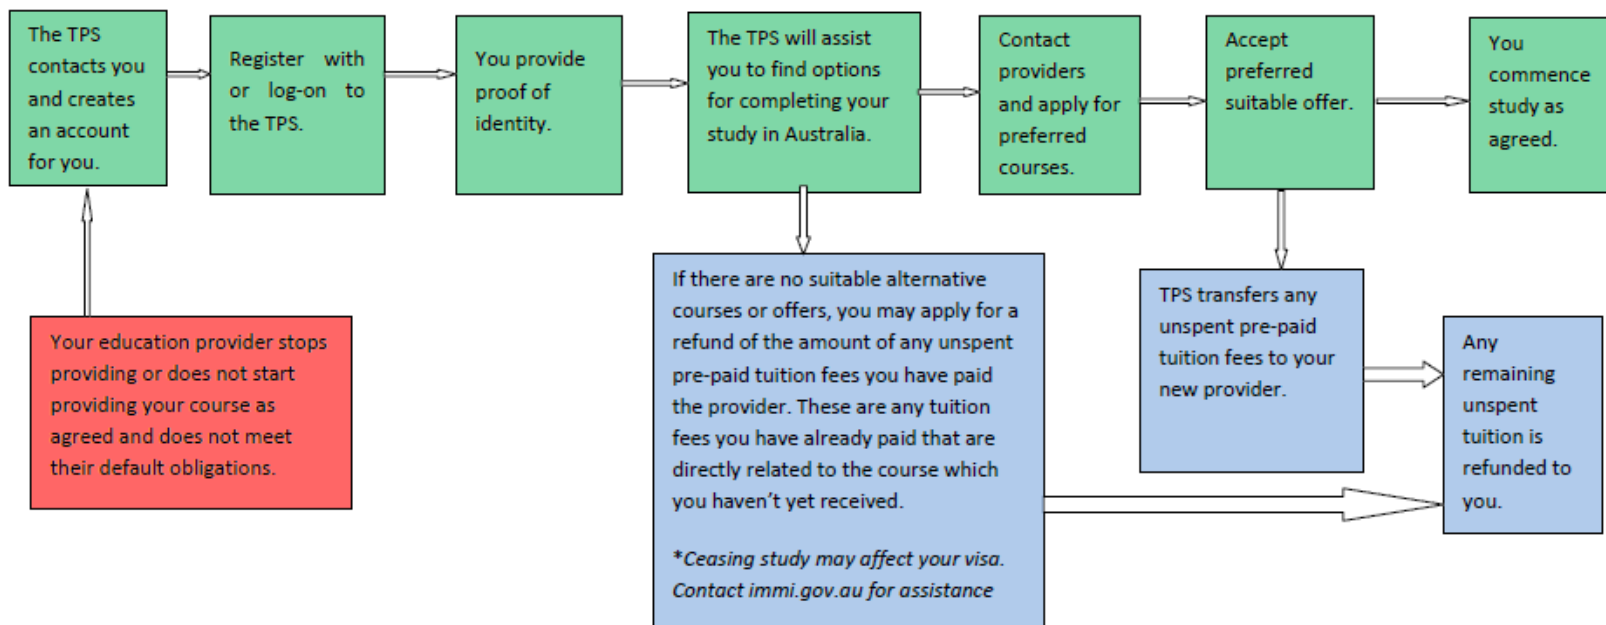 The TPS
contacts you
and creates
an account
for you.
Register with
or log-on to
the TPS.
You provide
proof of
identity.
The TPS will assist
you to find options
for completing your
study in Australia.
Contact
providers
and apply for
preferred
courses.
Accept
preferred
suitable offer.
You
commence
study as
agreed.
Your education provider stops
providing or does not start
providing your course as
agreed and does not meet
their default obligations.
If there are no suitable alternative
courses or offers, you may apply for a
refund of the amount of any unspent
pre-paid tuition fees you have paid
the provider. These are any tuition
fees you have already paid that are
directly related to the course which
you haven’t yet received.
*Ceasing study may affect your visa.
Contact immi.gov.au for assistance
TPS transfers any
unspent pre-paid
tuition fees to your
new provider.
Any
remaining
unspent
tuition is
refunded to
you.